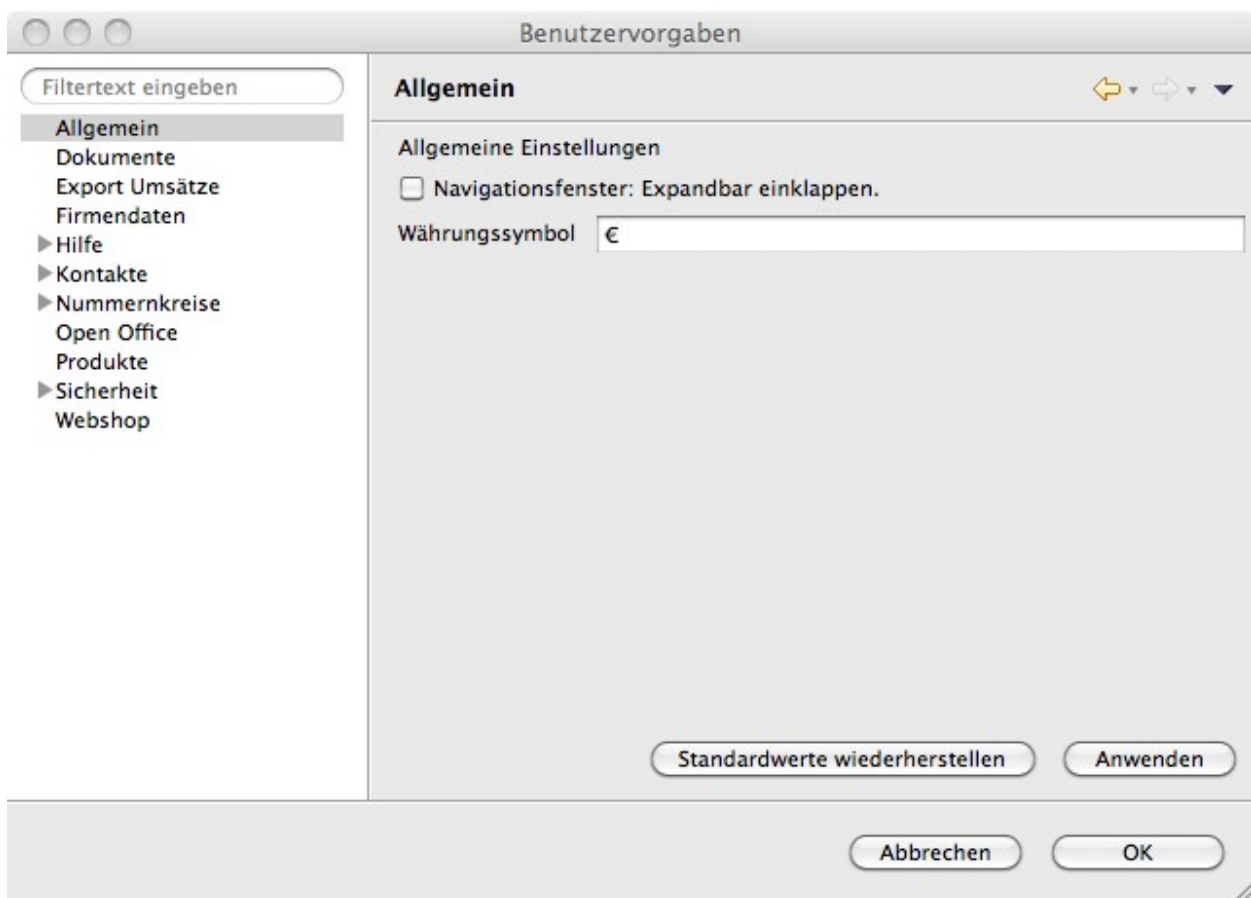 Benutzervorgaben
Filtertext eingeben
Allgemein
Dokumente
Export Umsätze
Firmendaten
Hilfe
Kontakte
Nummernkreise
Open Office
Produkte
Sicherheit
Webshop
Allgemein
Allgemeine Einstellungen
Navigationsfenster: Expandbar einklappen.
Währungssymbol €
Standardwerte wiederherstellen Anwenden
Abbrechen OK